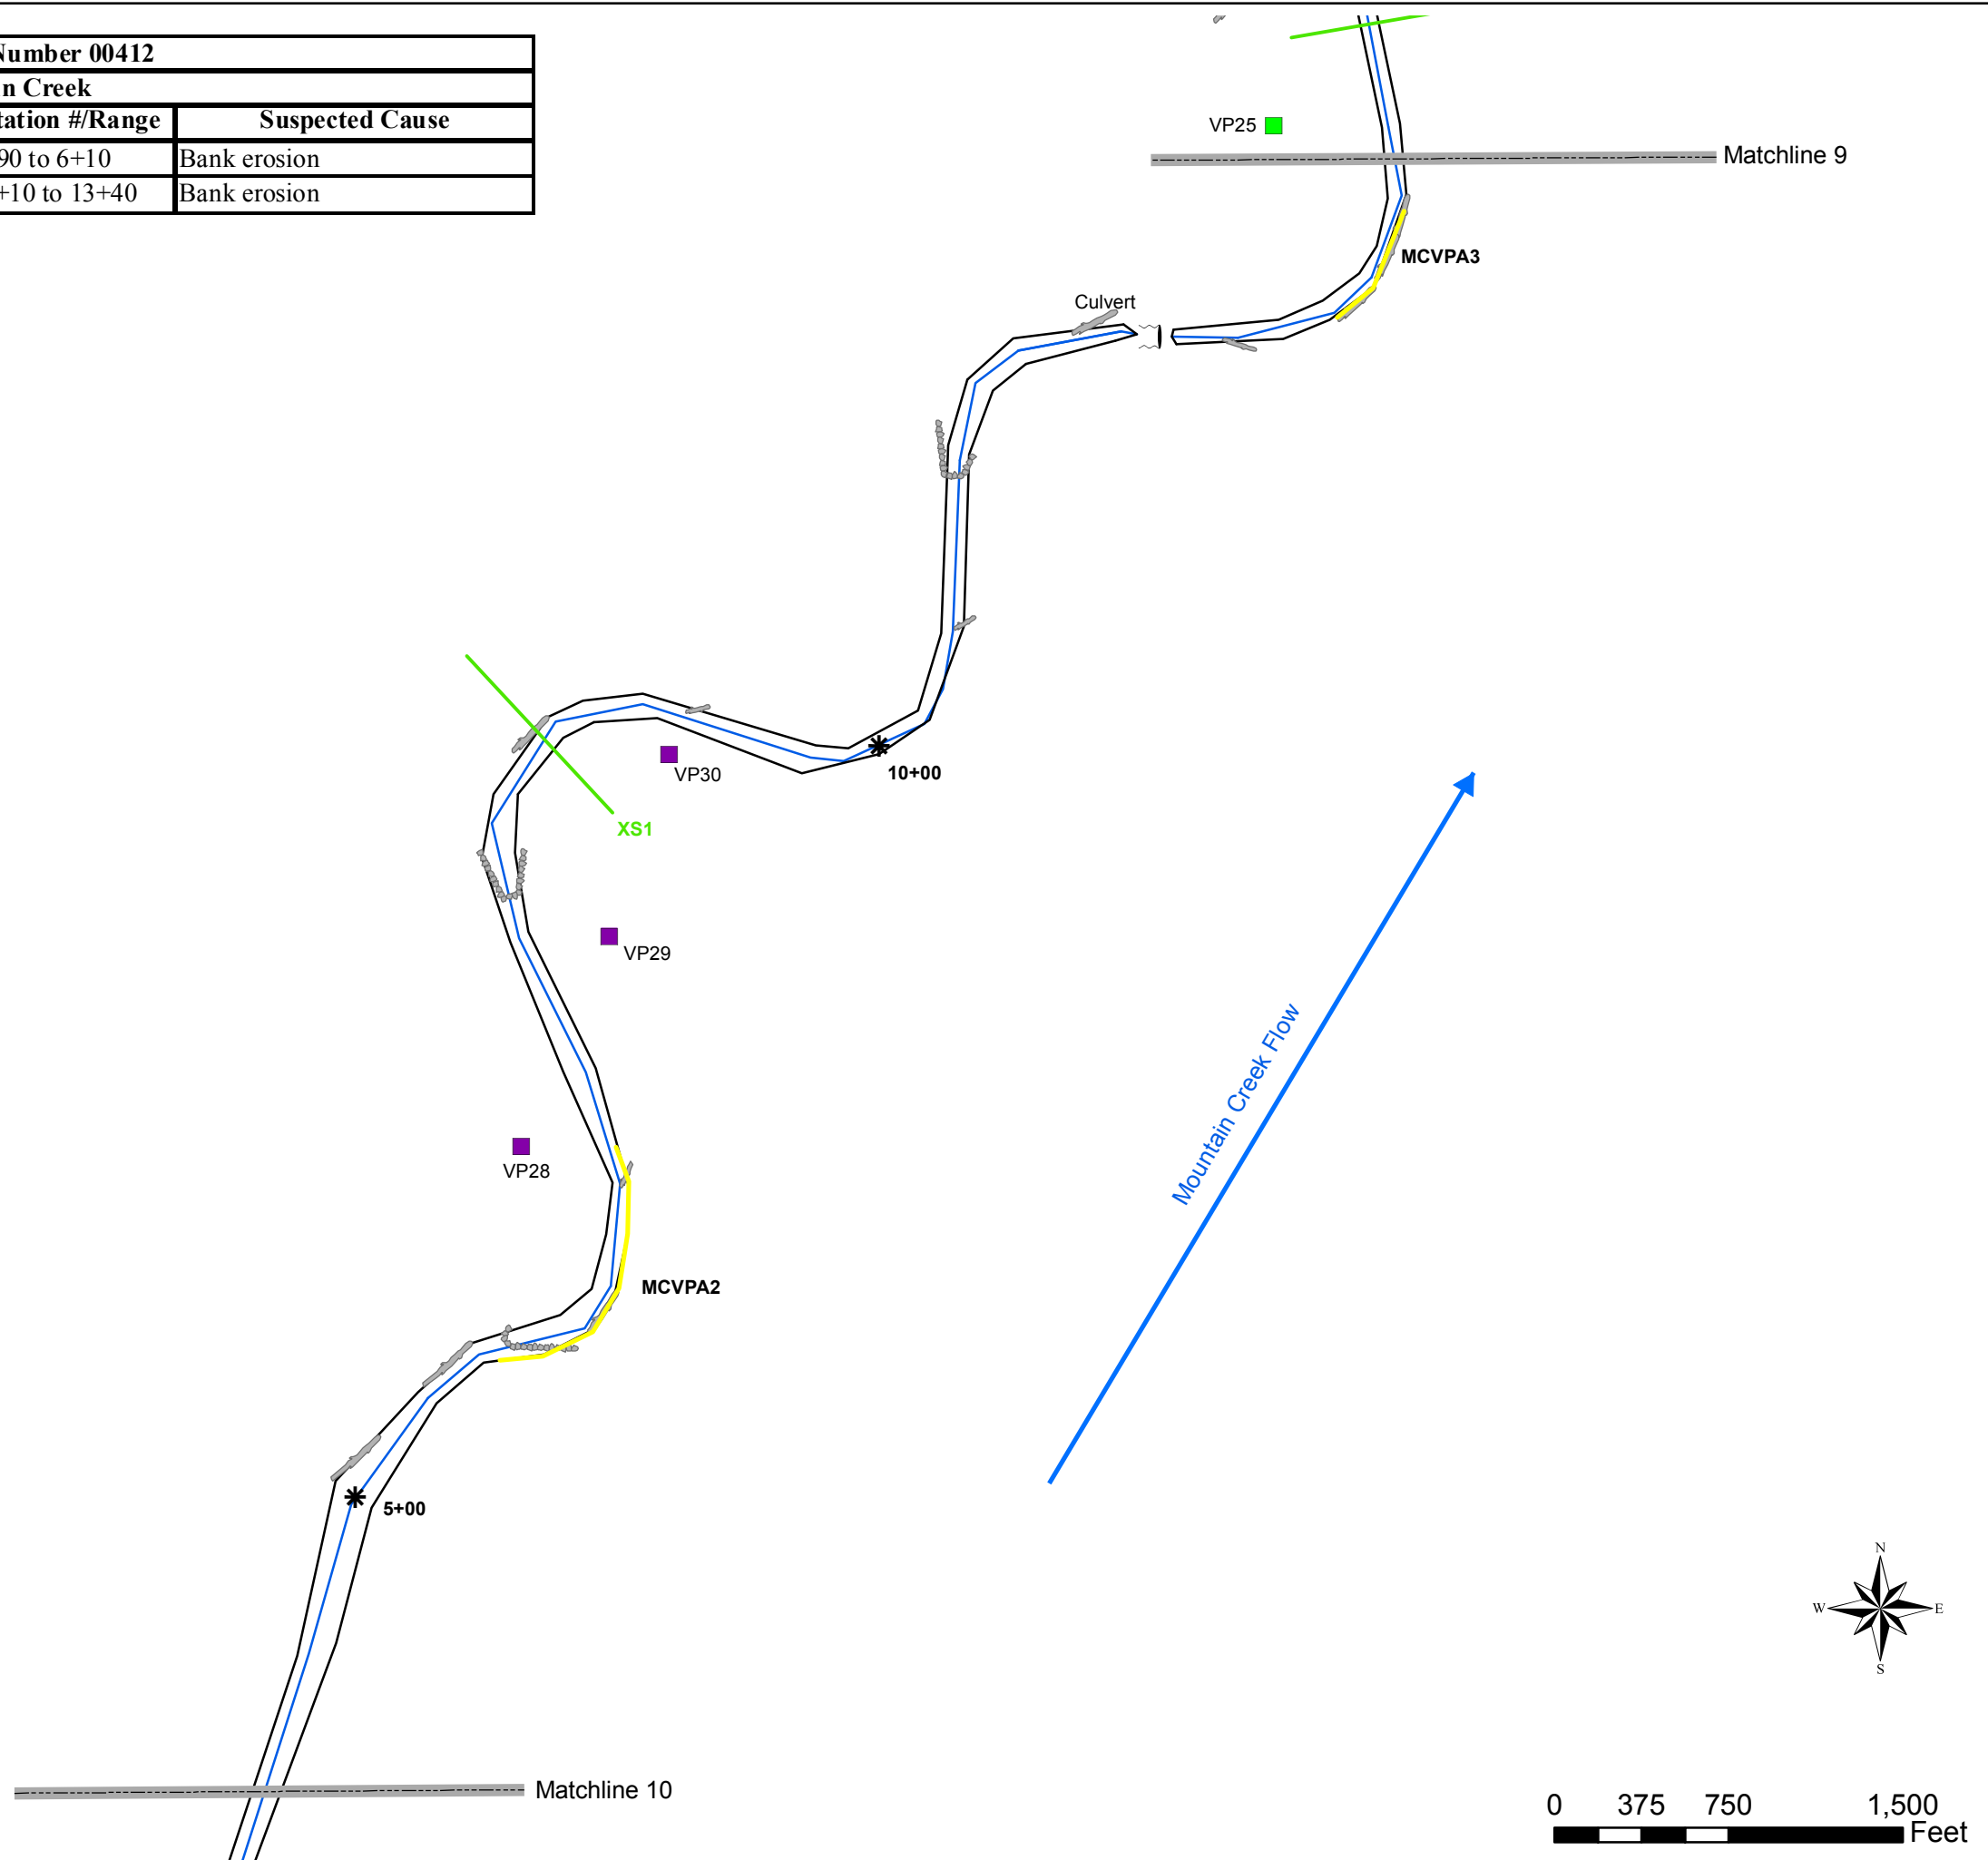 Number 00412
n Creek
tation #/Range Suspected Cause
90 to 6+10 Bank erosion
+10 to 13+40 Bank erosion
VP25
Matchline 9
MCVPA3
Culvert
VP30
10+00
XS1
VP29
Mountain Creek Flow
VP28
MCVPA2
5+00
N
W E
S
Matchline 10
0 375 750 1,500
Feet